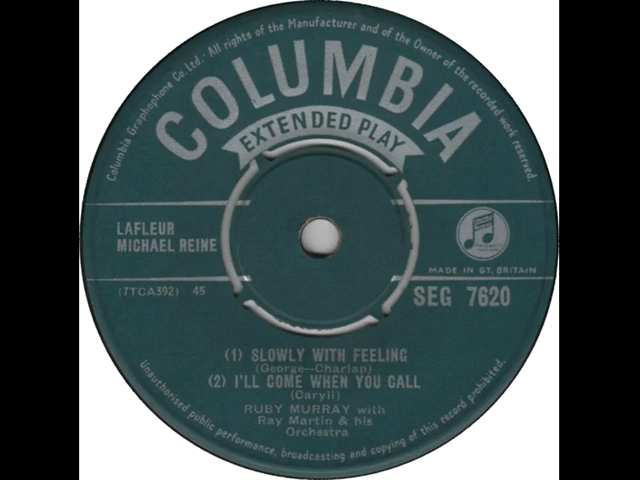 Columbia Graphophone Co. Ltd. · All rights of the Manufacturer and of the Owner of the recorded work reserved.
COLUMBIA
EXTENDED PLAY
LAFLEUR
MICHAEL REINE
MADE IN GT. BRITAIN
(7TCA392) 45
SEG 7620
(1) SLOWLY WITH FEELING
(George—Charlap)
(2) I'LL COME WHEN YOU CALL
(Caryll)
RUBY MURRAY with
Ray Martin & his
Orchestra
Unauthorised public performance, broadcasting and copying of this record prohibited.